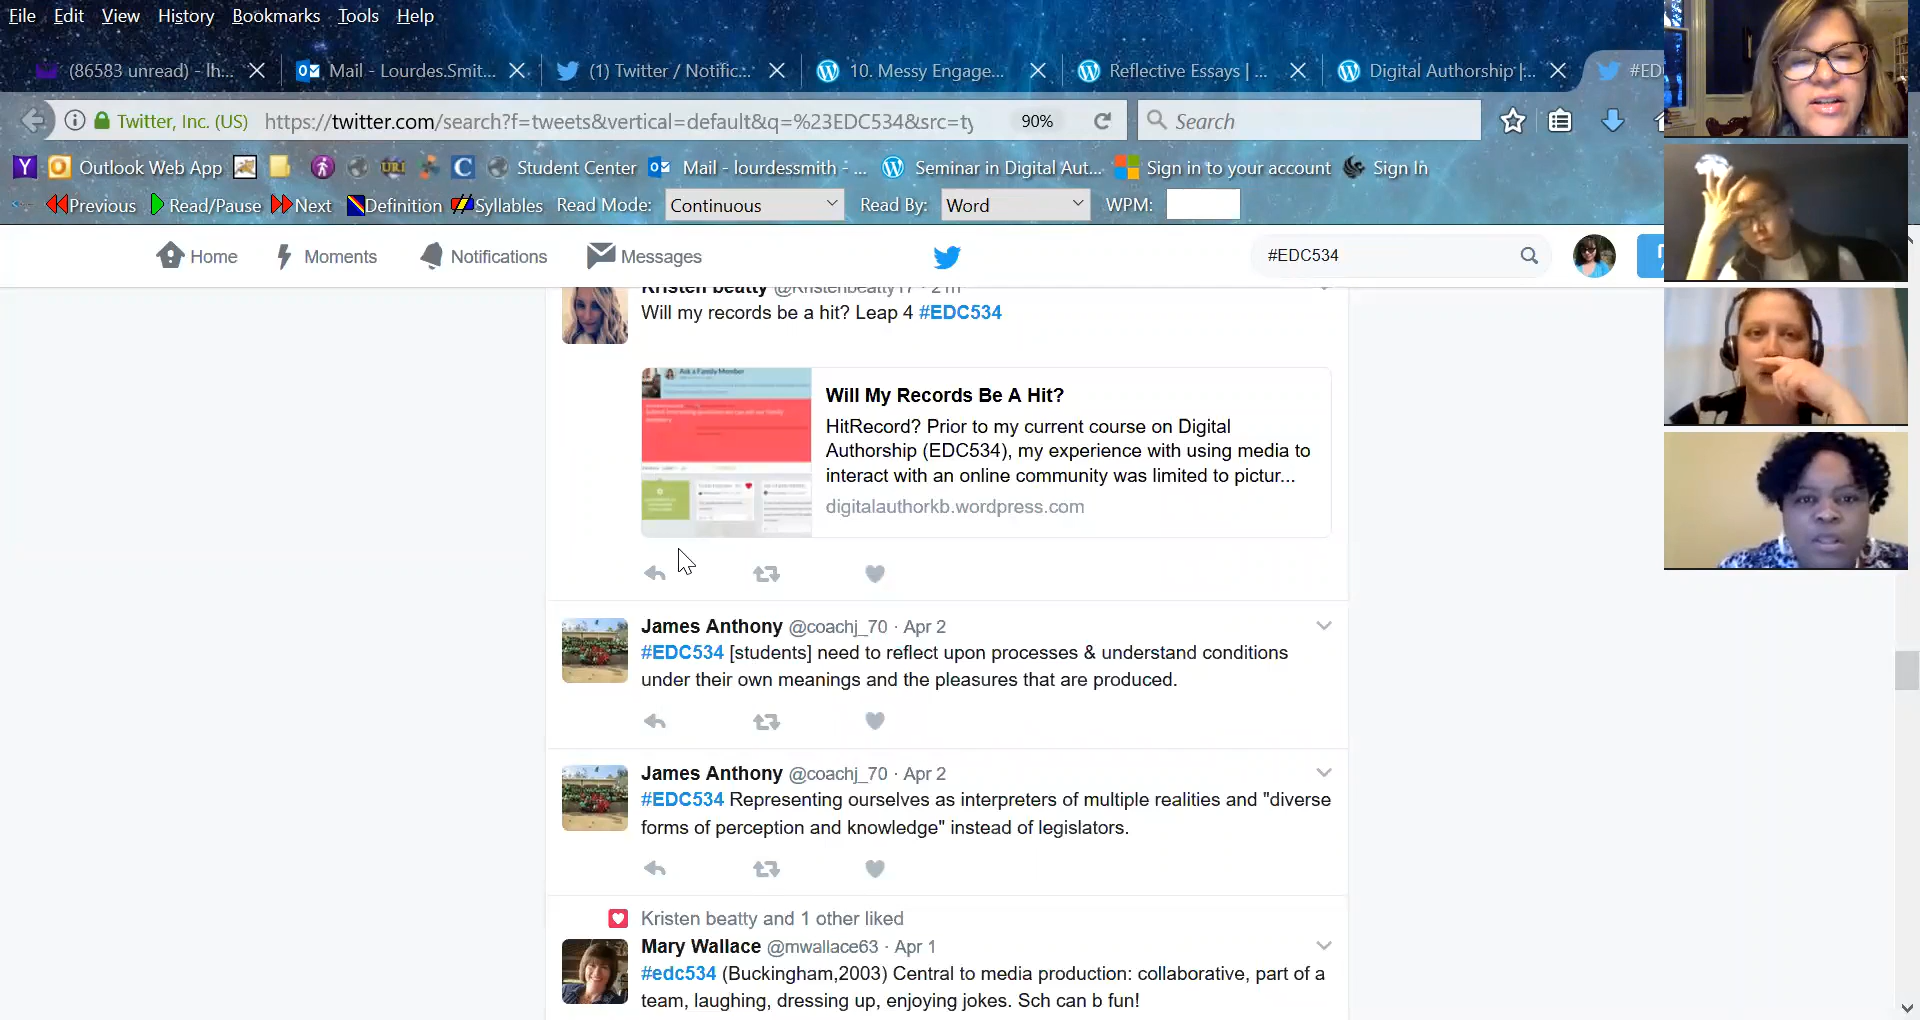 File Edit View History Bookmarks Tools Help
(86583 unread) - lh... Mail - Lourdes.Smit... (1) Twitter / Notific... 10. Messy Engage... Reflective Essays | ... Digital Authorship |... #ED
Twitter, Inc. (US) https://twitter.com/search?f=tweets&vertical=default&q=%23EDC534&src=ty 90% Search
Outlook Web App URI C Student Center Mail - lourdessmith - ... Seminar in Digital Aut... Sign in to your account Sign In
Previous Read/Pause Next Definition Syllables Read Mode: Continuous Read By: Word WPM:
Home Moments Notifications Messages #EDC534
Kristen beatty @Kristenbeatty17 · 21h
Will my records be a hit? Leap 4 #EDC534
Ask a Family Member
Will My Records Be A Hit?
HitRecord? Prior to my current course on Digital
Authorship (EDC534), my experience with using media to
interact with an online community was limited to pictur...
digitalauthorkb.wordpress.com
James Anthony @coachj_70 · Apr 2
#EDC534 [students] need to reflect upon processes & understand conditions
under their own meanings and the pleasures that are produced.
James Anthony @coachj_70 · Apr 2
#EDC534 Representing ourselves as interpreters of multiple realities and "diverse
forms of perception and knowledge" instead of legislators.
Kristen beatty and 1 other liked
Mary Wallace @mwallace63 · Apr 1
#edc534 (Buckingham,2003) Central to media production: collaborative, part of a
team, laughing, dressing up, enjoying jokes. Sch can b fun!